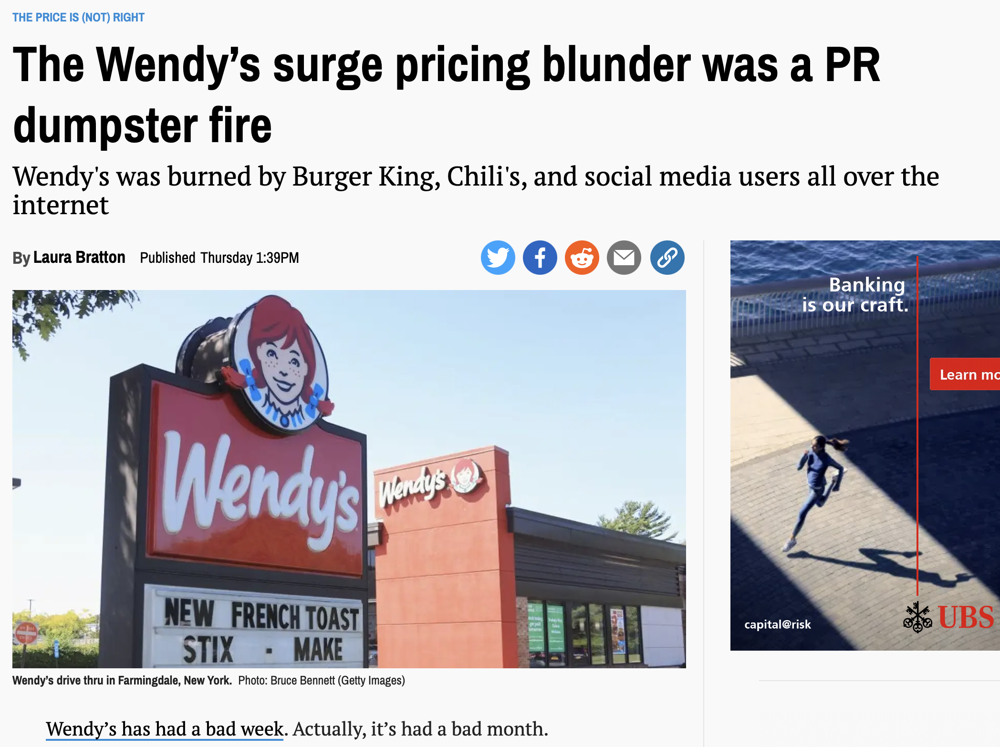 THE PRICE IS (NOT) RIGHT
The Wendy’s surge pricing blunder was a PR
dumpster fire
Wendy's was burned by Burger King, Chili's, and social media users all over the
internet
By Laura Bratton Published Thursday 1:39PM
Banking
is our craft.
Learn mo
Wendy's
Wendy's
NEW FRENCH TOAST
STIX - MAKE
capital@risk
UBS
Wendy’s drive thru in Farmingdale, New York. Photo: Bruce Bennett (Getty Images)
Wendy’s has had a bad week. Actually, it’s had a bad month.